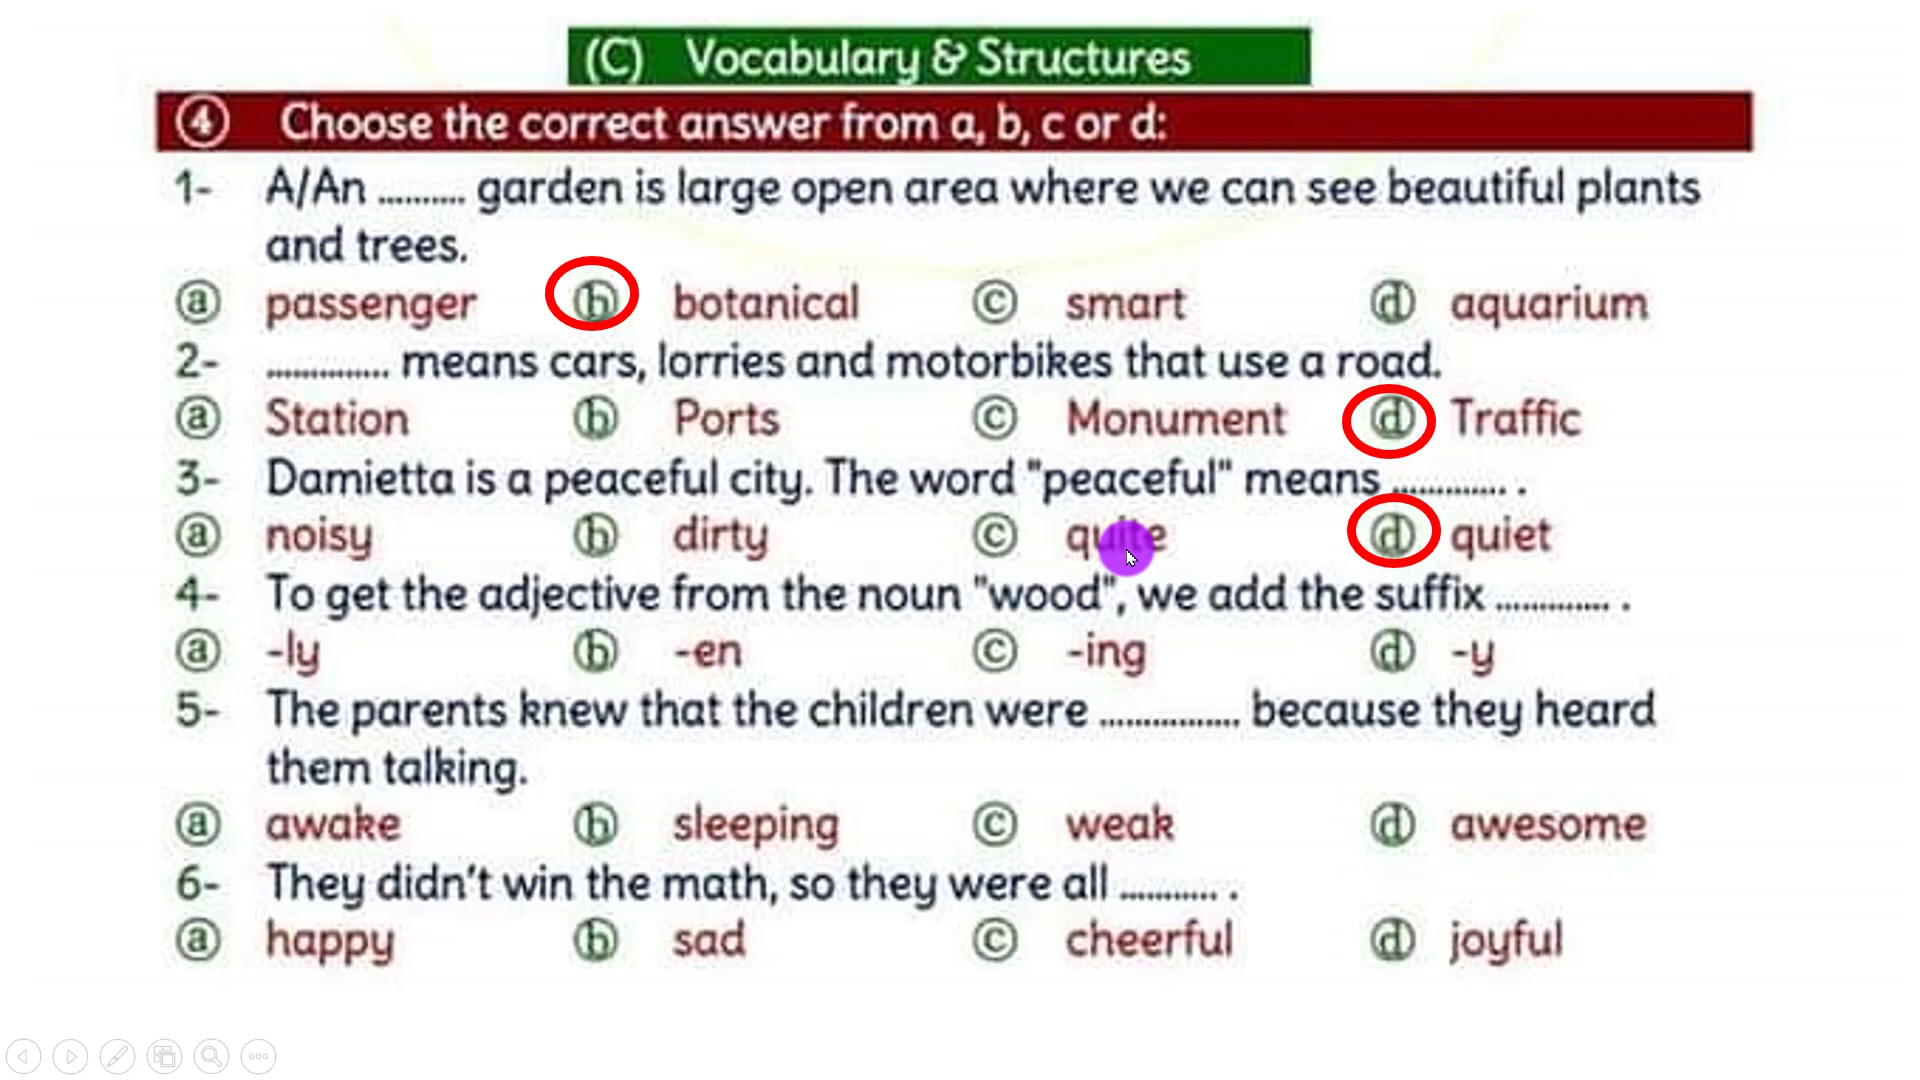 (C) Vocabulary & Structures
④ Choose the correct answer from a, b, c or d:
1- A/An .......... garden is large open area where we can see beautiful plants
and trees.
ⓐ passenger ⓑ botanical ⓒ smart ⓓ aquarium
2- .............. means cars, lorries and motorbikes that use a road.
ⓐ Station ⓑ Ports ⓒ Monument ⓓ Traffic
3- Damietta is a peaceful city. The word "peaceful" means ............. .
ⓐ noisy ⓑ dirty ⓒ quite ⓓ quiet
4- To get the adjective from the noun "wood", we add the suffix ............. .
ⓐ -ly ⓑ -en ⓒ -ing ⓓ -y
5- The parents knew that the children were ................ because they heard
them talking.
ⓐ awake ⓑ sleeping ⓒ weak ⓓ awesome
6- They didn't win the math, so they were all ........... .
ⓐ happy ⓑ sad ⓒ cheerful ⓓ joyful